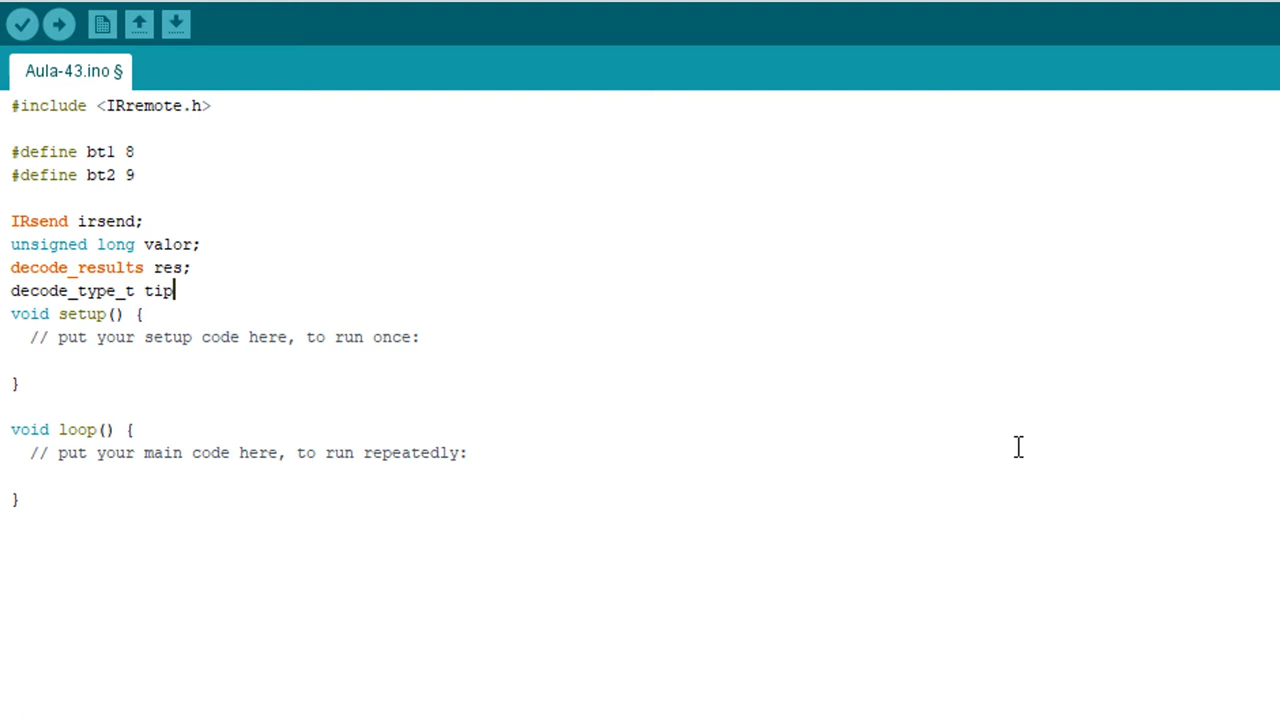 Aula-43.ino §
#include <IRremote.h>
#define bt1 8
#define bt2 9
IRsend irsend;
unsigned long valor;
decode_results res;
decode_type_t tip
void setup() {
// put your setup code here, to run once:
}
void loop() {
// put your main code here, to run repeatedly:
}